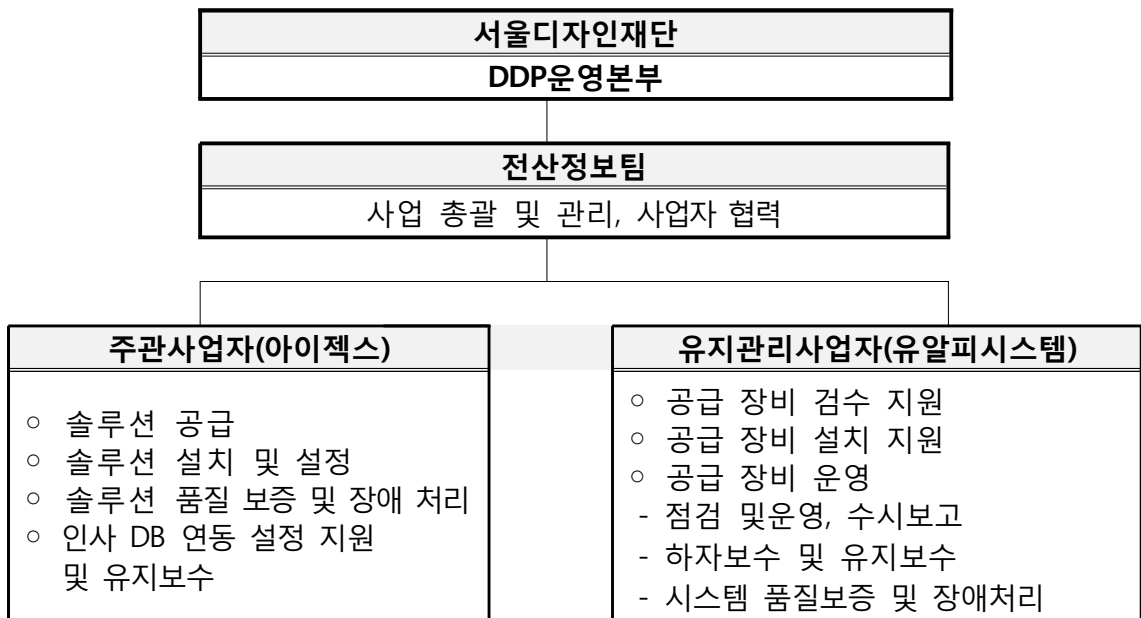 서울디자인재단
DDP운영본부
전산정보팀
사업 총괄 및 관리, 사업자 협력
주관사업자(아이젝스)
○ 솔루션 공급
○ 솔루션 설치 및 설정
○ 솔루션 품질 보증 및 장애 처리
○ 인사 DB 연동 설정 지원
및 유지보수
유지관리사업자(유알피시스템)
○ 공급 장비 검수 지원
○ 공급 장비 설치 지원
○ 공급 장비 운영
- 점검 및운영, 수시보고
- 하자보수 및 유지보수
- 시스템 품질보증 및 장애처리